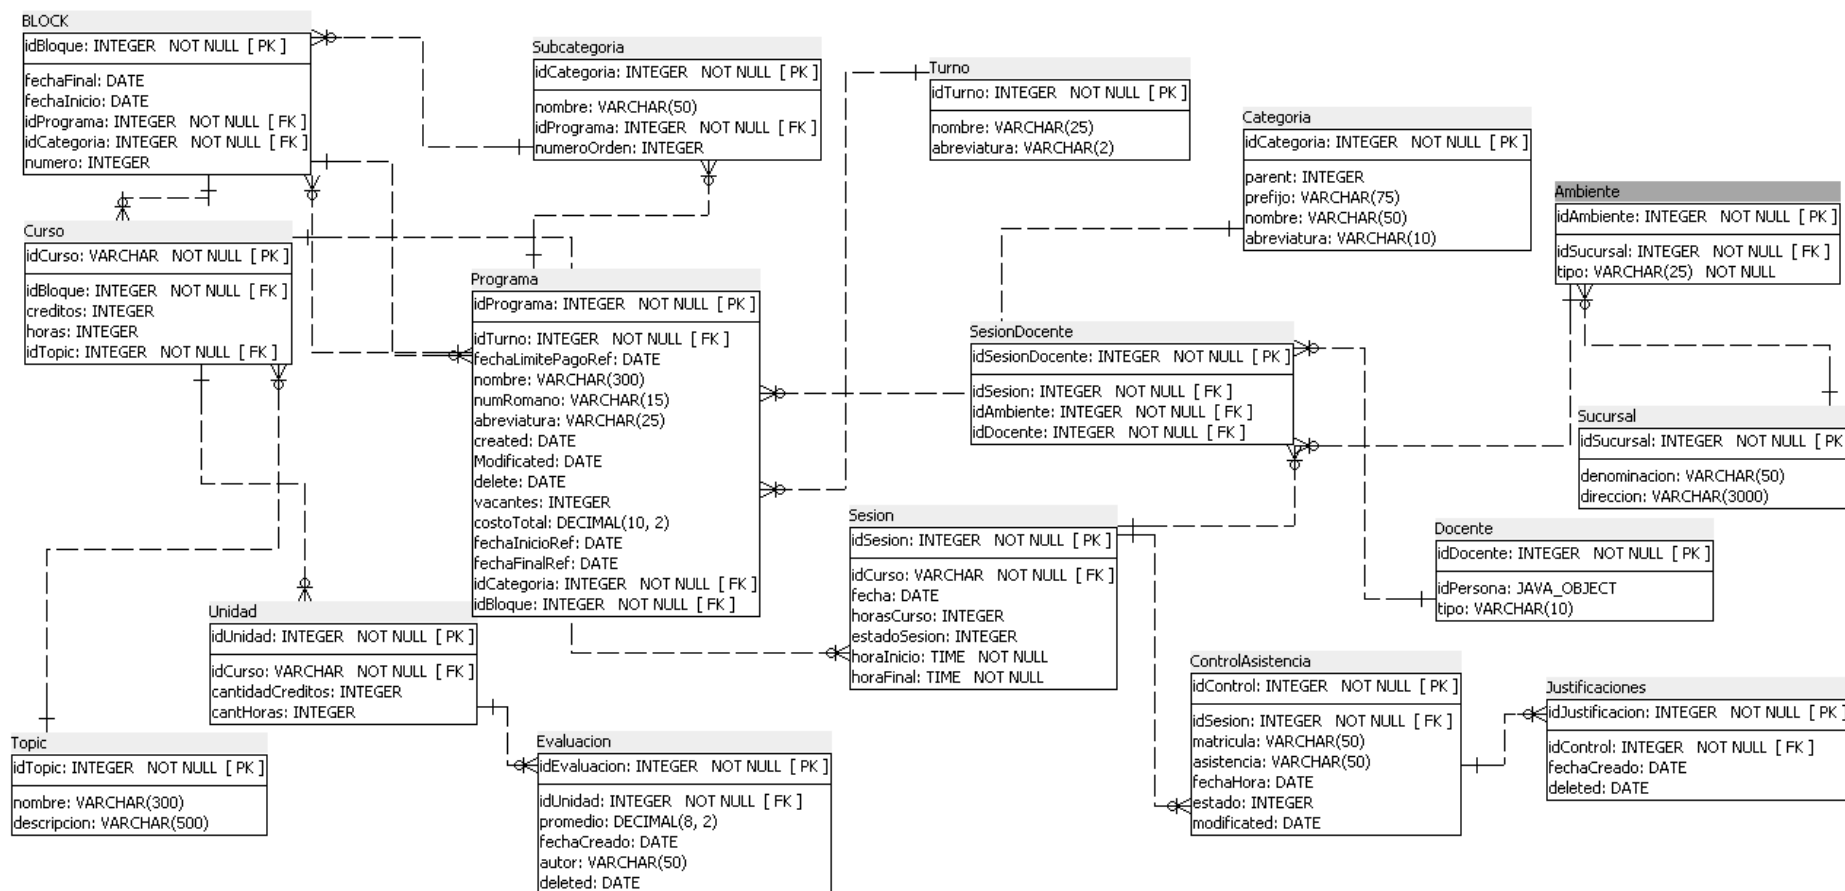 BLOCK
idBloque: INTEGER NOT NULL [ PK ]
fechaFinal: DATE
fechaInicio: DATE
idPrograma: INTEGER NOT NULL [ FK ]
idCategoria: INTEGER NOT NULL [ FK ]
numero: INTEGER
Subcategoria
idCategoria: INTEGER NOT NULL [ PK ]
nombre: VARCHAR(50)
idPrograma: INTEGER NOT NULL [ FK ]
numeroOrden: INTEGER
Turno
idTurno: INTEGER NOT NULL [ PK ]
nombre: VARCHAR(25)
abreviatura: VARCHAR(2)
Categoria
idCategoria: INTEGER NOT NULL [ PK ]
parent: INTEGER
prefijo: VARCHAR(75)
nombre: VARCHAR(50)
abreviatura: VARCHAR(10)
Ambiente
idAmbiente: INTEGER NOT NULL [ PK ]
idSucursal: INTEGER NOT NULL [ FK ]
tipo: VARCHAR(25) NOT NULL
Curso
idCurso: VARCHAR NOT NULL [ PK ]
idBloque: INTEGER NOT NULL [ FK ]
creditos: INTEGER
horas: INTEGER
idTopic: INTEGER NOT NULL [ FK ]
Programa
idPrograma: INTEGER NOT NULL [ PK ]
idTurno: INTEGER NOT NULL [ FK ]
fechaLimitePagoRef: DATE
nombre: VARCHAR(300)
numRomano: VARCHAR(15)
abreviatura: VARCHAR(25)
created: DATE
Modificated: DATE
delete: DATE
vacantes: INTEGER
costoTotal: DECIMAL(10, 2)
fechaInicioRef: DATE
fechaFinalRef: DATE
idCategoria: INTEGER NOT NULL [ FK ]
idBloque: INTEGER NOT NULL [ FK ]
SesionDocente
idSesionDocente: INTEGER NOT NULL [ PK ]
idSesion: INTEGER NOT NULL [ FK ]
idAmbiente: INTEGER NOT NULL [ FK ]
idDocente: INTEGER NOT NULL [ FK ]
Sucursal
idSucursal: INTEGER NOT NULL [ PK
denominacion: VARCHAR(50)
direccion: VARCHAR(3000)
Sesion
idSesion: INTEGER NOT NULL [ PK ]
idCurso: VARCHAR NOT NULL [ FK ]
fecha: DATE
horasCurso: INTEGER
estadoSesion: INTEGER
horaInicio: TIME NOT NULL
horaFinal: TIME NOT NULL
Docente
idDocente: INTEGER NOT NULL [ PK ]
idPersona: JAVA_OBJECT
tipo: VARCHAR(10)
Unidad
idUnidad: INTEGER NOT NULL [ PK ]
idCurso: VARCHAR NOT NULL [ FK ]
cantidadCreditos: INTEGER
cantHoras: INTEGER
ControlAsistencia
idControl: INTEGER NOT NULL [ PK ]
idSesion: INTEGER NOT NULL [ FK ]
matricula: VARCHAR(50)
asistencia: VARCHAR(50)
fechaHora: DATE
estado: INTEGER
modificated: DATE
Justificaciones
idJustificacion: INTEGER NOT NULL [ PK ]
idControl: INTEGER NOT NULL [ FK ]
fechaCreado: DATE
deleted: DATE
Topic
idTopic: INTEGER NOT NULL [ PK ]
nombre: VARCHAR(300)
descripcion: VARCHAR(500)
Evaluacion
idEvaluacion: INTEGER NOT NULL [ PK ]
idUnidad: INTEGER NOT NULL [ FK ]
promedio: DECIMAL(8, 2)
fechaCreado: DATE
autor: VARCHAR(50)
deleted: DATE